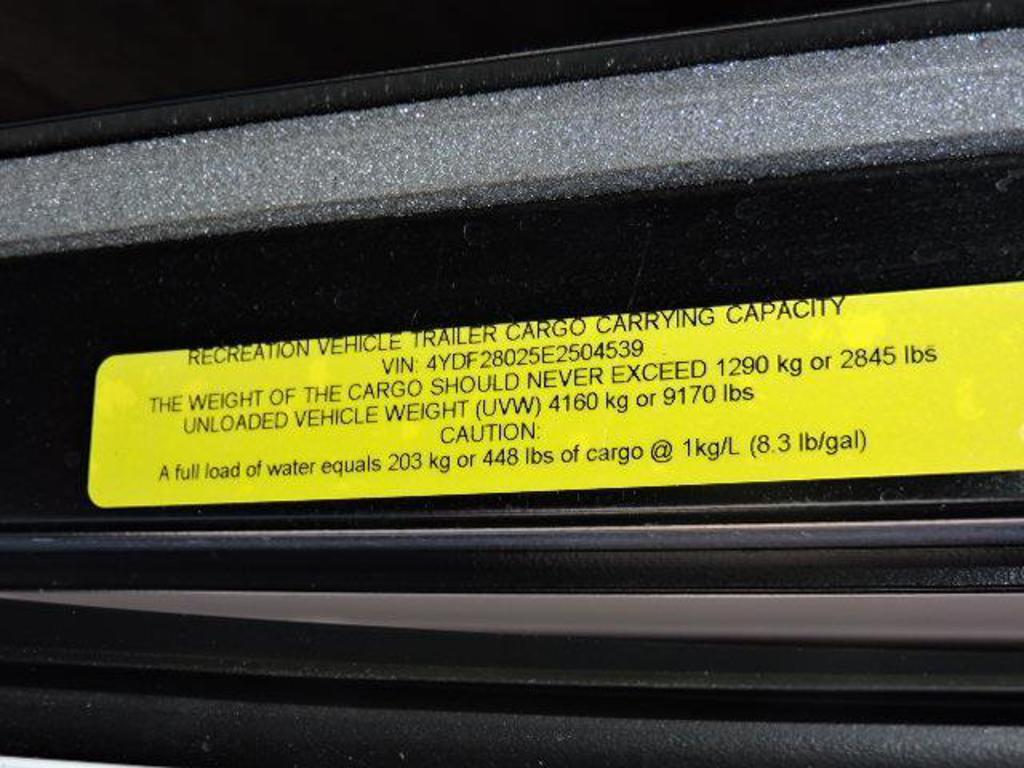 RECREATION VEHICLE TRAILER CARGO CARRYING CAPACITY
VIN: 4YDF28025E2504539
THE WEIGHT OF THE CARGO SHOULD NEVER EXCEED 1290 kg or 2845 lbs
UNLOADED VEHICLE WEIGHT (UVW) 4160 kg or 9170 lbs
CAUTION:
A full load of water equals 203 kg or 448 lbs of cargo @ 1kg/L (8.3 lb/gal)